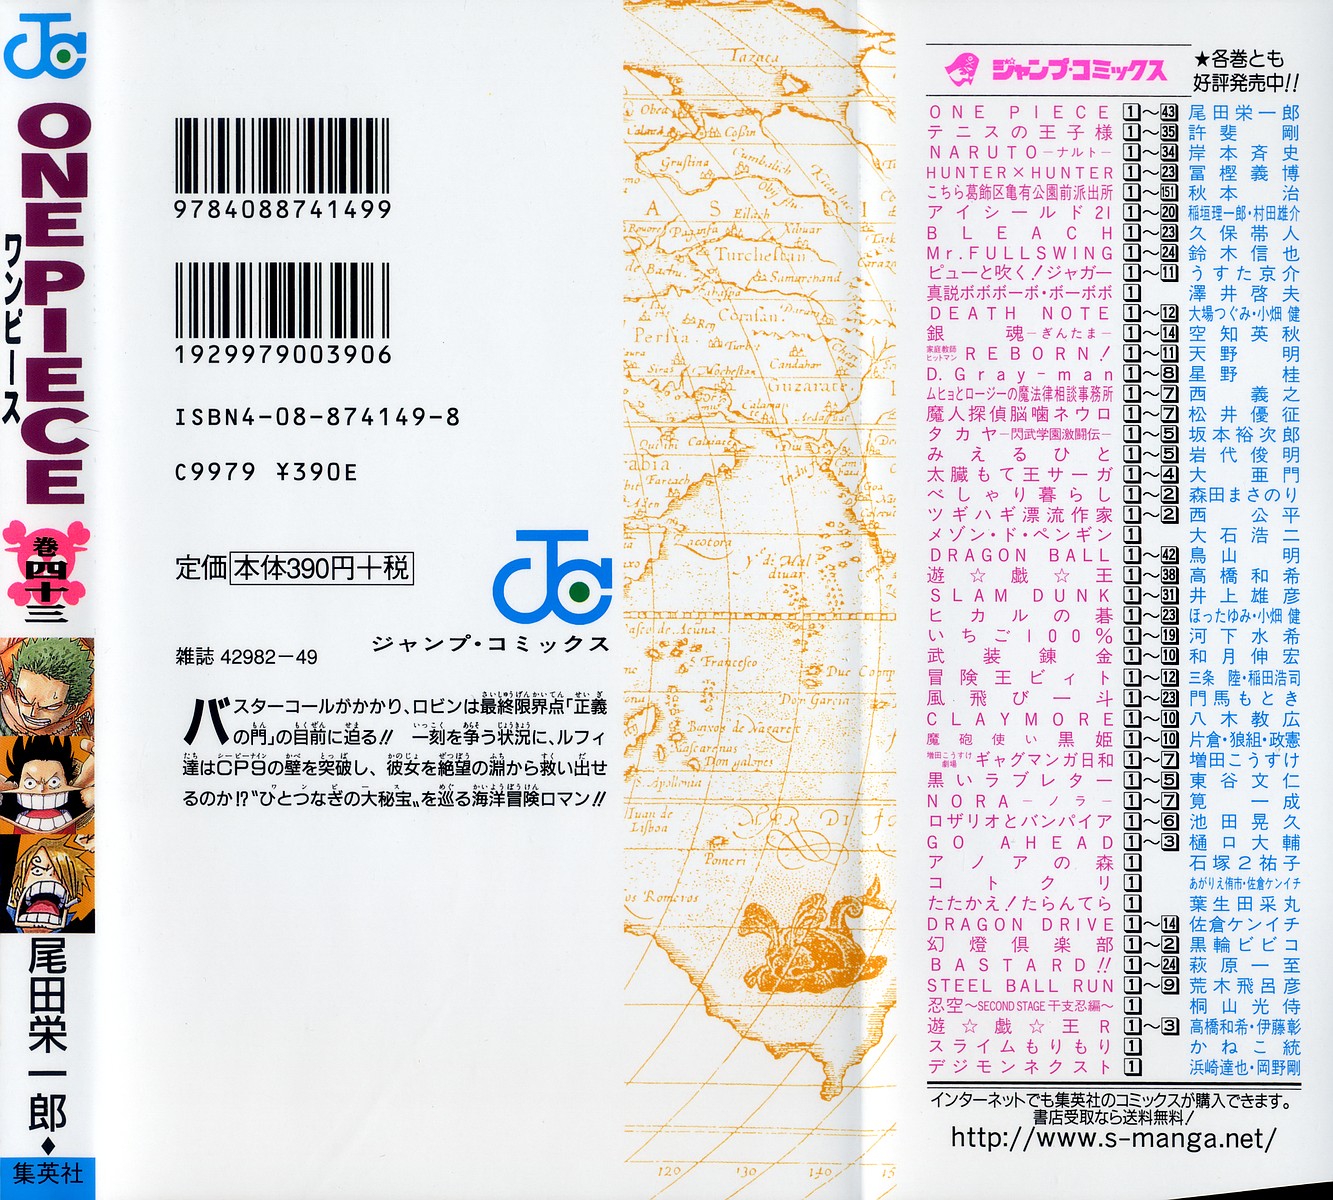 ONE PIECE
ワンピース
巻四十三
尾田栄一郎
集英社
9784088741499
1929979003906
ISBN4-08-874149-8
C9979 ¥390E
定価 本体390円+税
ジャンプ・コミックス
雑誌 42982-49
バスターコールがかかり、ロビンは最終限界点「正義
の門」の目前に迫る!! 一刻を争う状況に、ルフィ
達はCP9の壁を突破し、彼女を絶望の淵から救い出せ
るのか!?"ひとつなぎの大秘宝"を巡る海洋冒険ロマン!!
Tazata
Cossin
Grustina
Cumbalich
A S I
Eilach
Xibuar
Turchestan
Samarchand
Corasan
Persia
Candabar
Guzarate
Calamap
Goa
y.ᵈⁱ Mal
divar
S. Francesco
Don Garcia
Banxos de Nazaret
Mascarenas
Don galopes
S. Apollonia
Juan de
Lisboa
MAR DI
Pomeri
os Romeros
120 130 140 15
ジャンプ・コミックス
★各巻とも
好評発売中!!
ONE PIECE 1~43 尾田栄一郎
テニスの王子様 1~35 許斐 剛
NARUTO-ナルト- 1~34 岸本斉史
HUNTER×HUNTER 1~23 冨樫義博
こちら葛飾区亀有公園前派出所 1~151 秋本 治
アイシールド21 1~20 稲垣理一郎・村田雄介
BLEACH 1~23 久保帯人
Mr.FULLSWING 1~24 鈴木信也
ピューと吹く!ジャガー 1~11 うすた京介
真説ボボボーボ・ボーボボ 1 澤井啓夫
DEATH NOTE 1~12 大場つぐみ・小畑 健
銀魂-ぎんたま- 1~14 空知英秋
家庭教師ヒットマンREBORN! 1~11 天野 明
D.Gray-man 1~8 星野 桂
ムヒョとロージーの魔法律相談事務所 1~7 西 義之
魔人探偵脳噛ネウロ 1~7 松井優征
タカヤ-閃武学園激闘伝- 1~5 坂本裕次郎
みえるひと 1~5 岩代俊明
太臓もて王サーガ 1~4 大亜門
べしゃり暮らし 1~2 森田まさのり
ツギハギ漂流作家 1~2 西 公平
メゾン・ド・ペンギン 1 大石浩二
DRAGON BALL 1~42 鳥山 明
遊☆戯☆王 1~38 高橋和希
SLAM DUNK 1~31 井上雄彦
ヒカルの碁 1~23 ほったゆみ・小畑 健
いちご100% 1~19 河下水希
武装錬金 1~10 和月伸宏
冒険王ビィト 1~12 三条 陸・稲田浩司
風飛び一斗 1~23 門馬もとき
CLAYMORE 1~10 八木教広
魔砲使い黒姫 1~10 片倉・狼組・政憲
増田こうすけ劇場ギャグマンガ日和 1~7 増田こうすけ
黒いラブレター 1~5 東谷文仁
NORA-ノラ- 1~7 筧 一成
ロザリオとバンパイア 1~6 池田晃久
GO AHEAD 1~3 樋口大輔
アノアの森 1 石塚2祐子
コトクリ 1 あがりえ侑市・佐倉ケンイチ
たたかえ!たらんてら 1 葉生田采丸
DRAGON DRIVE 1~14 佐倉ケンイチ
幻燈倶楽部 1~2 黒輪ビビコ
BASTARD!! 1~24 萩原一至
STEEL BALL RUN 1~9 荒木飛呂彦
忍空~SECOND STAGE 干支忍編~ 1 桐山光侍
遊☆戯☆王R 1~3 高橋和希・伊藤彰
スライムもりもり 1 かねこ統
デジモンネクスト 1 浜崎達也・岡野剛
インターネットでも集英社のコミックスが購入できます。
書店受取なら送料無料!
http://www.s-manga.net/